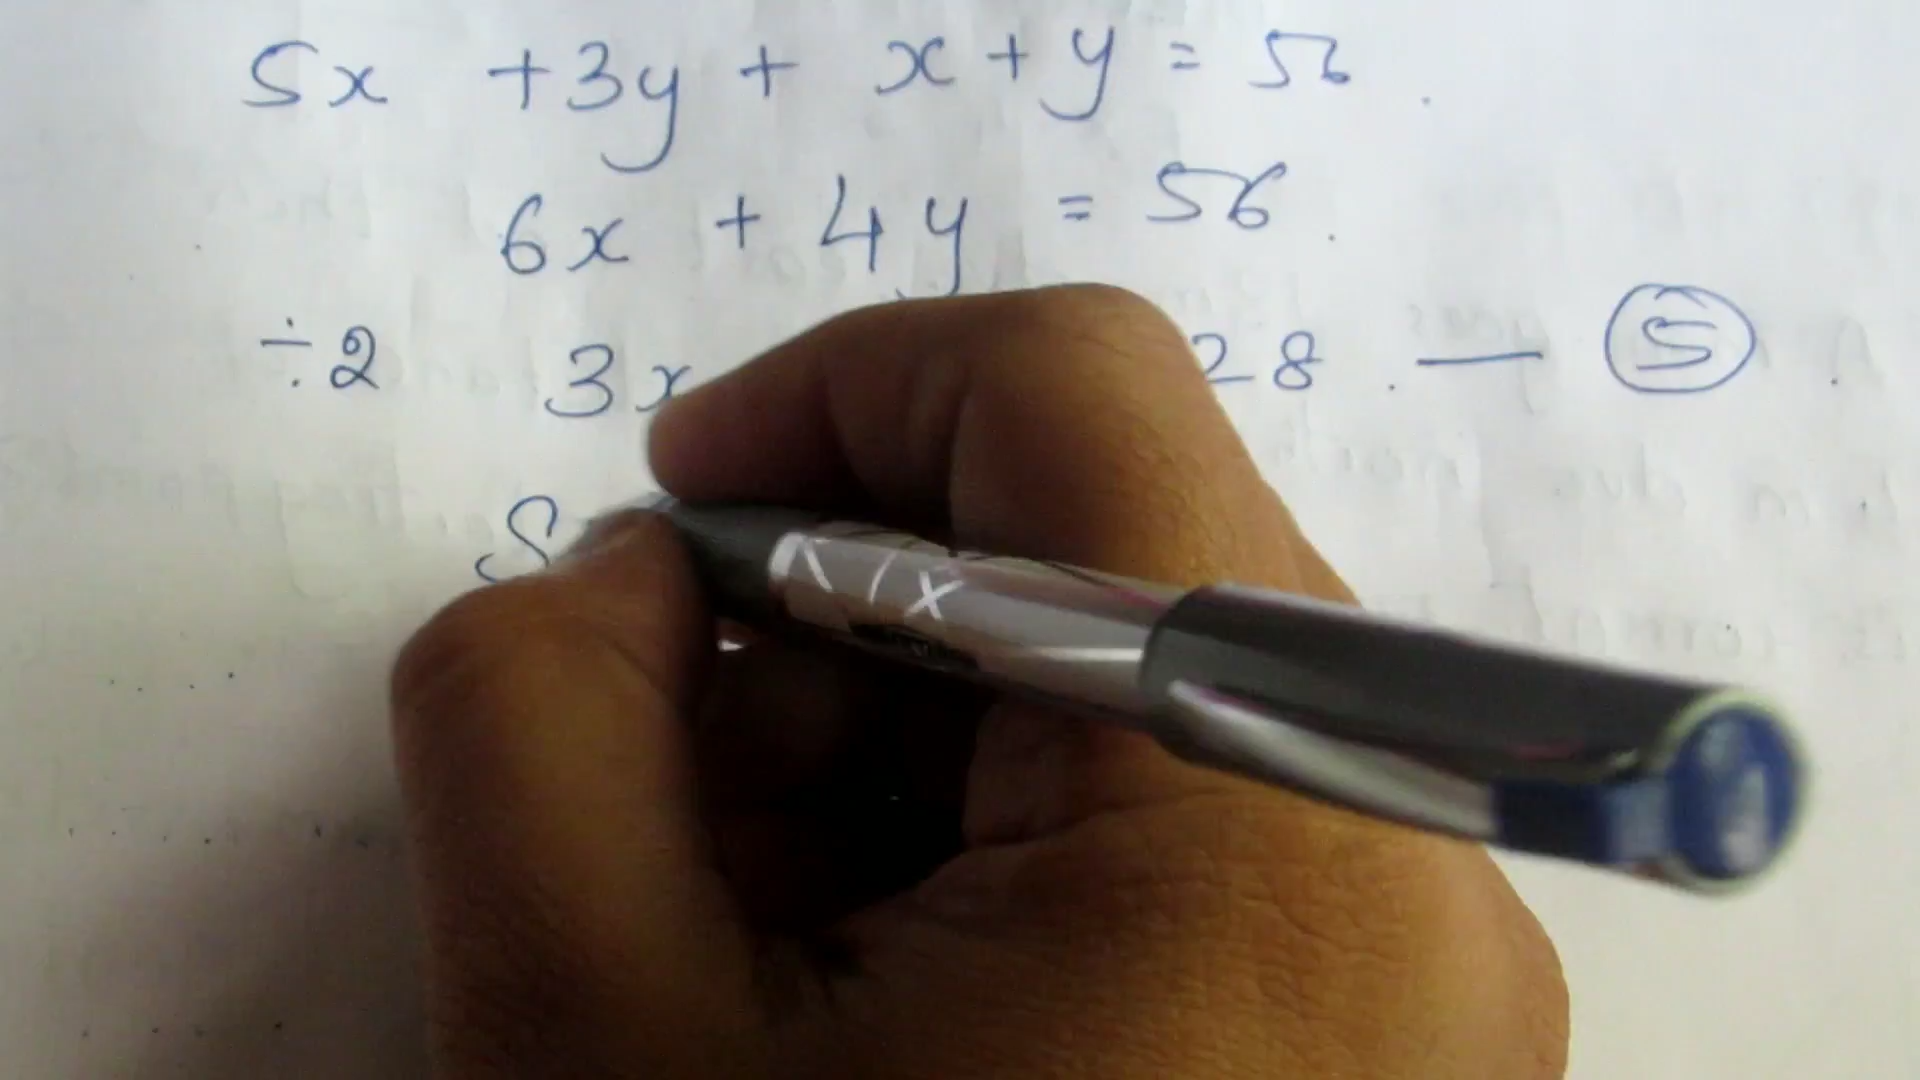 5x + 3y + x + y = 56
6x + 4y = 56
÷2 3x 28 — 5
S